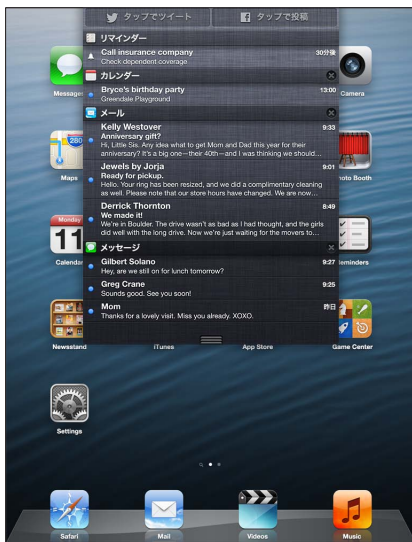 タップでツイート
タップで投稿
リマインダー
Call insurance company 30分後
Check dependent coverage
カレンダー
Bryce's birthday party 13:00
Greendale Playground
メール
Kelly Westover 9:33
Anniversary gift?
Hi, Little Sis. Any idea what to get Mom and Dad this year for their
anniversary? It's a big one—their 40th—and I was thinking we should...
Jewels by Jorja 9:01
Ready for pickup.
Hello. Your ring has been resized, and we did a complimentary cleaning
as well. Please note that our store hours have changed. We are now...
Derrick Thornton 8:49
We made it!
We're in Boulder. The drive wasn't as bad as I had thought, and the girls
did well with the long drive. Now we're just waiting for the movers to...
メッセージ
Gilbert Solano 9:27
Hey, are we still on for lunch tomorrow?
Greg Crane 9:25
Sounds good. See you soon!
Mom 昨日
Thanks for a lovely visit. Miss you already. XOXO.
Messages
Camera
280
Maps
Photo Booth
Monday
11
Calendar
Reminders
Newsstand
iTunes
App Store
Game Center
Settings
Safari
Mail
Videos
Music